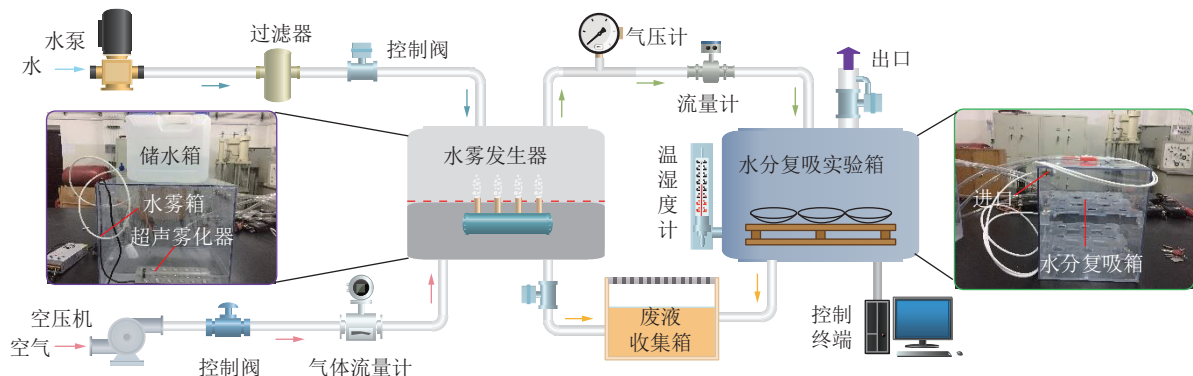 水泵
水
过滤器
控制阀
气压计
流量计
出口
储水箱
水雾箱
超声雾化器
水雾发生器
温湿度计
水分复吸实验箱
进口
水分复吸箱
空压机
空气
控制阀
气体流量计
废液
收集箱
控制
终端